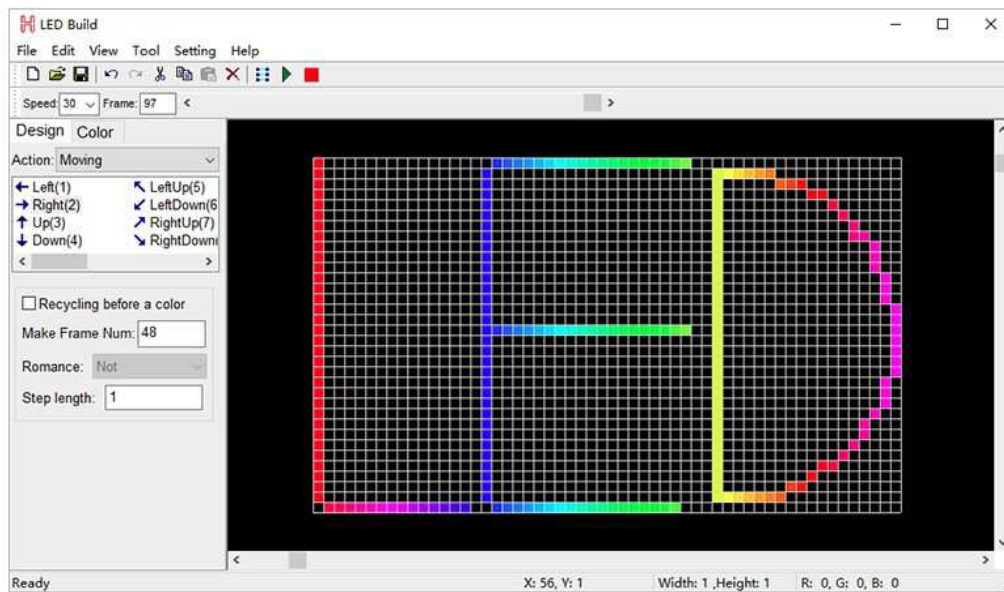 LED Build
File Edit View Tool Setting Help
Speed: 30 Frame: 97
Design Color
Action: Moving
Left(1) LeftUp(5)
Right(2) LeftDown(6
Up(3) RightUp(7)
Down(4) RightDown
Recycling before a color
Make Frame Num: 48
Romance: Not
Step length: 1
LED
Ready X: 56, Y: 1 Width: 1 ,Height: 1 R: 0, G: 0, B: 0